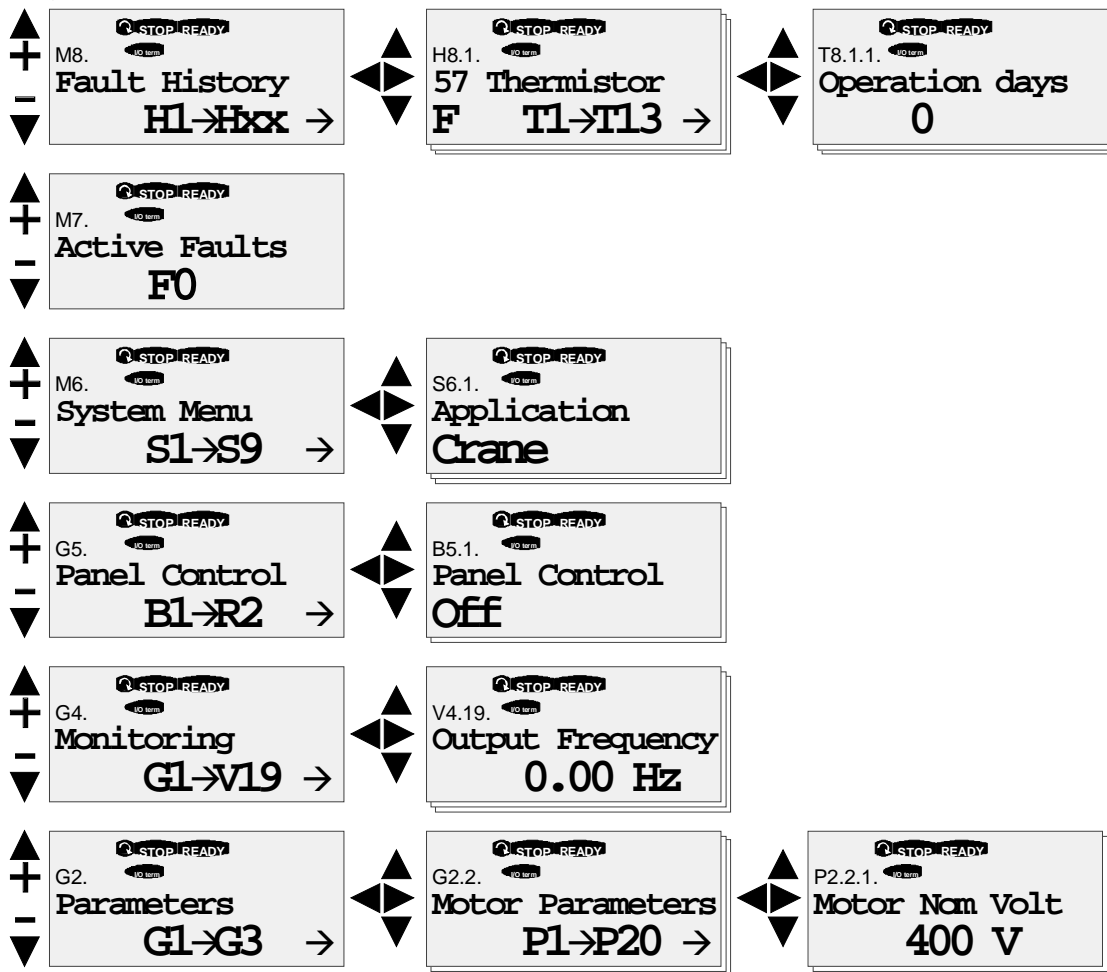 STOP READY
I/O term
M8.
Fault History
H1→Hxx →
STOP READY
I/O term
H8.1.
57 Thermistor
F T1→T13 →
STOP READY
I/O term
T8.1.1.
Operation days
0
STOP READY
I/O term
M7.
Active Faults
F0
STOP READY
I/O term
M6.
System Menu
S1→S9 →
STOP READY
I/O term
S6.1.
Application
Crane
STOP READY
I/O term
G5.
Panel Control
B1→R2 →
STOP READY
I/O term
B5.1.
Panel Control
Off
STOP READY
I/O term
G4.
Monitoring
G1→V19 →
STOP READY
I/O term
V4.19.
Output Frequency
0.00 Hz
STOP READY
I/O term
G2.
Parameters
G1→G3 →
STOP READY
I/O term
G2.2.
Motor Parameters
P1→P20 →
STOP READY
I/O term
P2.2.1.
Motor Nom Volt
400 V